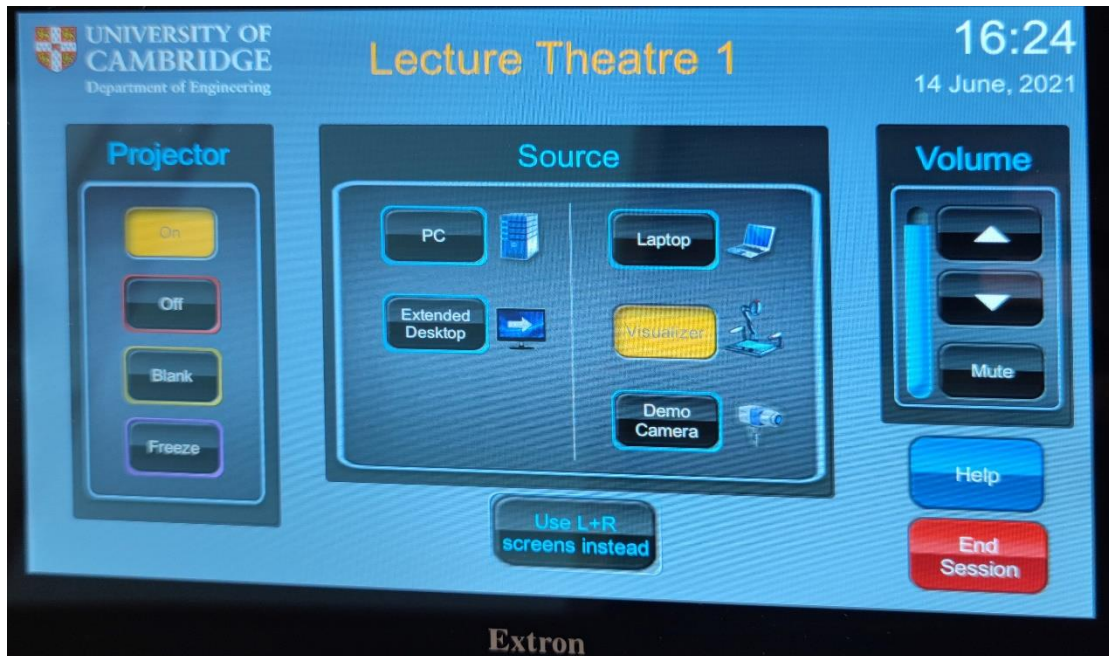 UNIVERSITY OF
CAMBRIDGE
Department of Engineering
Lecture Theatre 1
16:24
14 June, 2021
Projector
On
Off
Blank
Freeze
Source
PC
Extended
Desktop
Laptop
Visualizer
Demo
Camera
Use L+R
screens instead
Volume
Mute
Help
End
Session
Extron